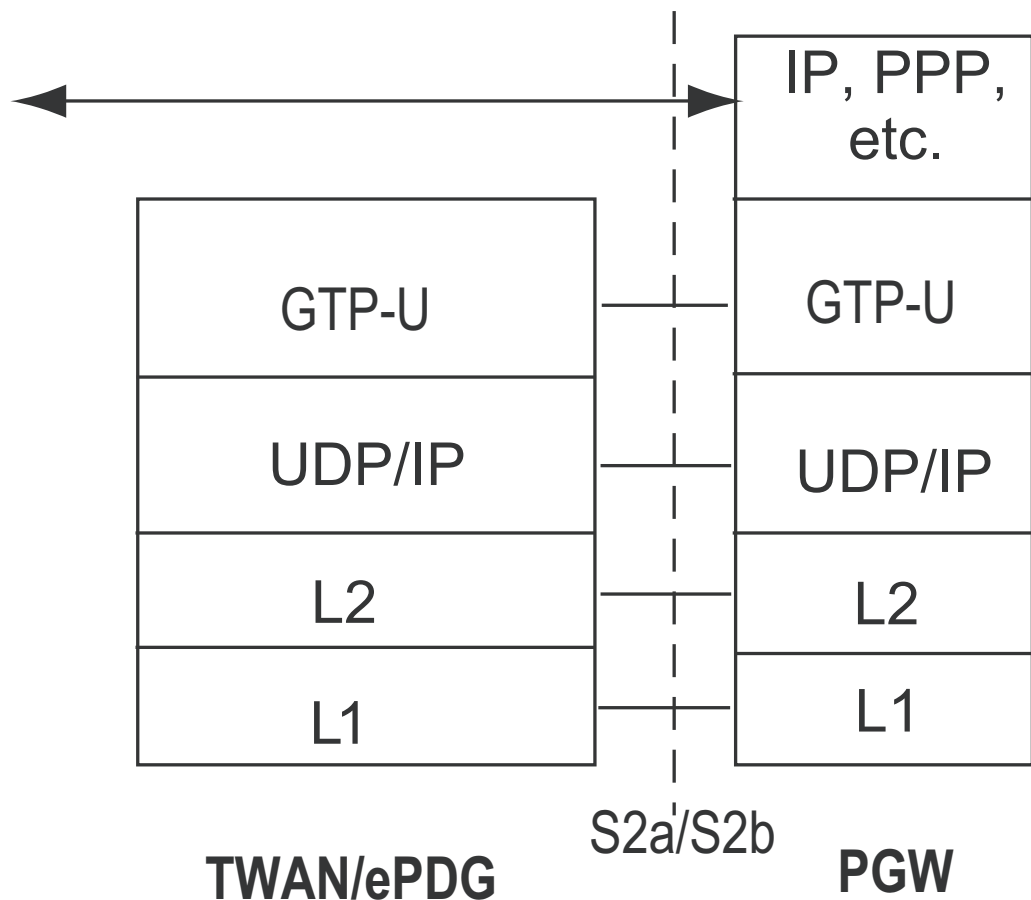 IP, PPP,
etc.
GTP-U
GTP-U
UDP/IP
UDP/IP
L2
L2
L1
L1
S2a/S2b
TWAN/ePDG
PGW